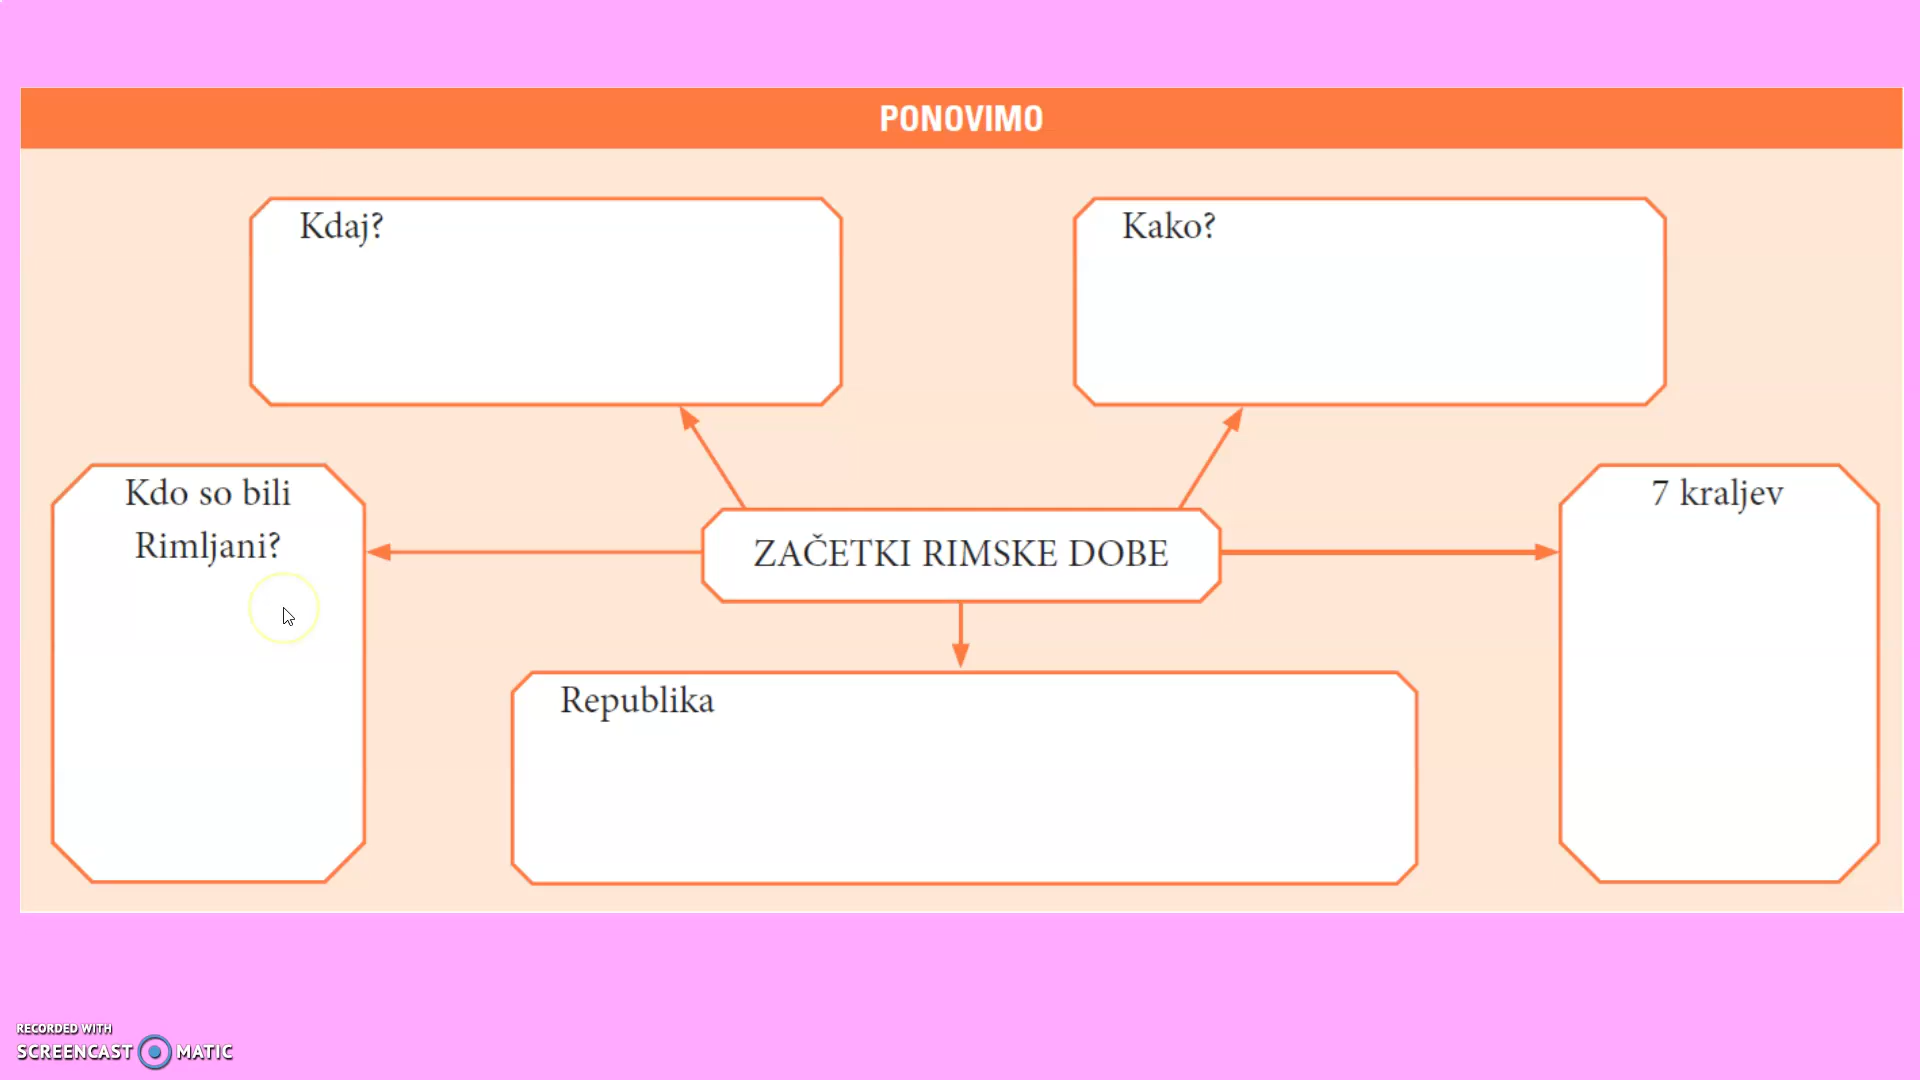 PONOVIMO
Kdaj?
Kako?
Kdo so bili
Rimljani?
ZAČETKI RIMSKE DOBE
7 kraljev
Republika
RECORDED WITH
SCREENCAST MATIC